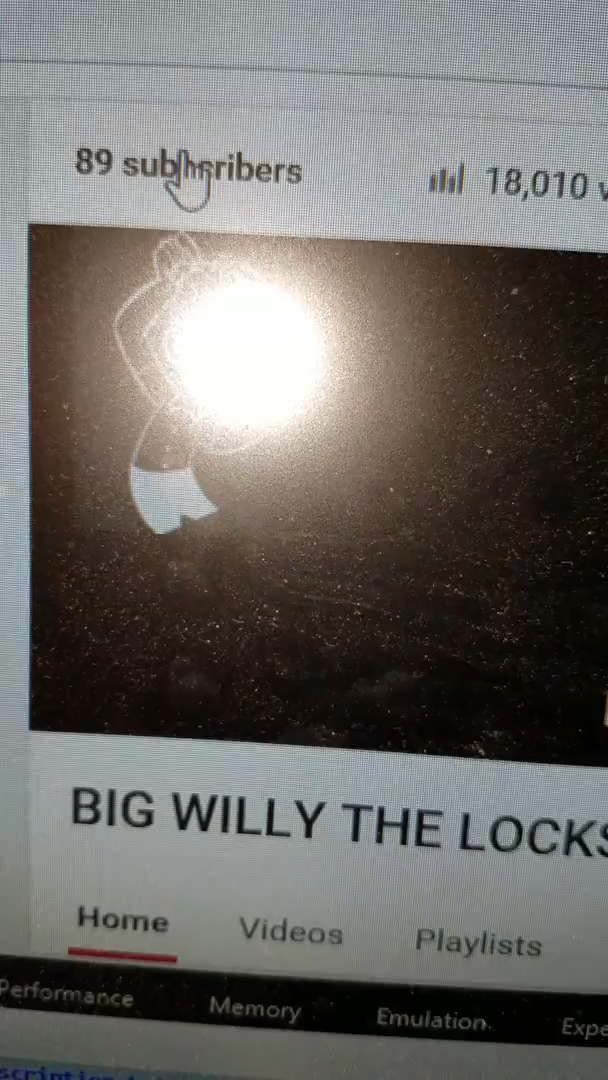 89 subscribers 18,010
BIG WILLY THE
Home Videos Playlists
Performance Memory Emulation